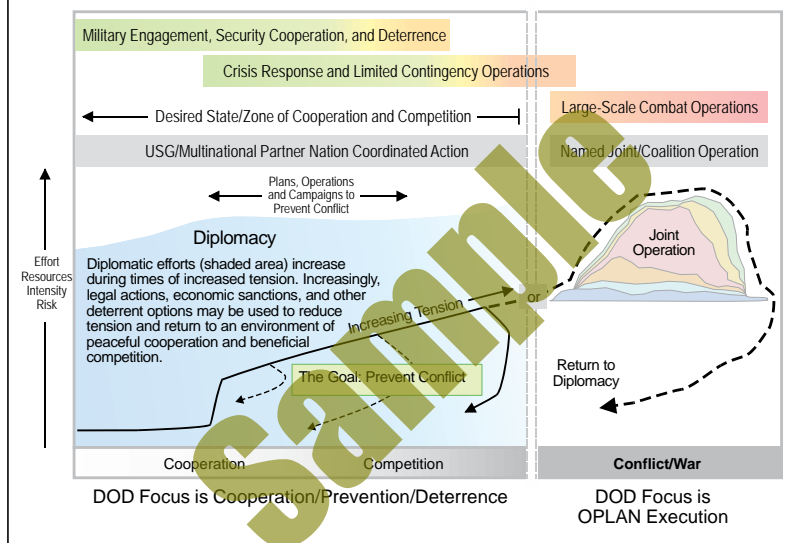 Military Engagement, Security Cooperation, and Deterrence
Crisis Response and Limited Contingency Operations
Large-Scale Combat Operations
Desired State/Zone of Cooperation and Competition
USG/Multinational Partner Nation Coordinated Action
Named Joint/Coalition Operation
Plans, Operations
and Campaigns to
Prevent Conflict
Effort
Resources
Intensity
Risk
Diplomacy
Diplomatic efforts (shaded area) increase
during times of increased tension. Increasingly,
legal actions, economic sanctions, and other
deterrent options may be used to reduce
tension and return to an environment of
peaceful cooperation and beneficial
competition.
Increasing Tension
or
Joint
Operation
The Goal: Prevent Conflict
Return to
Diplomacy
Cooperation
Competition
Conflict/War
DOD Focus is Cooperation/Prevention/Deterrence
DOD Focus is
OPLAN Execution
Sample